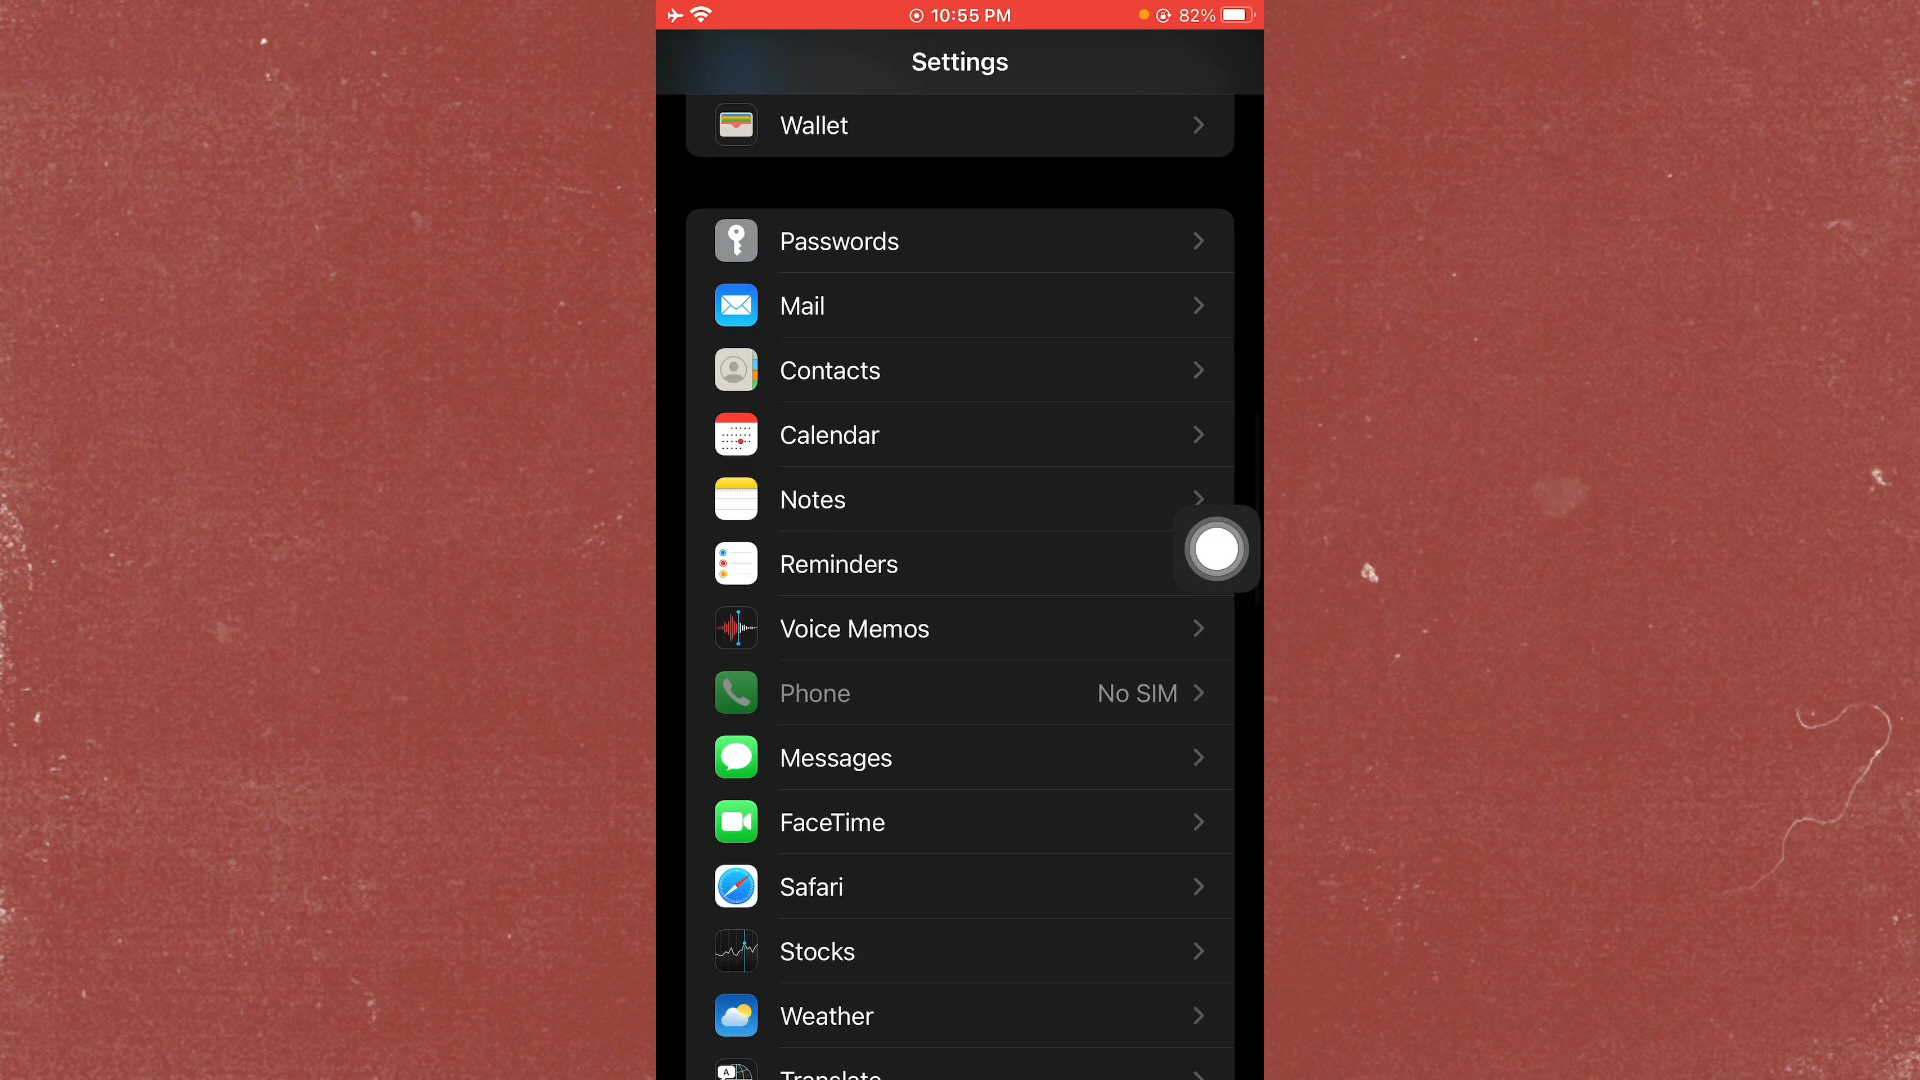 10:55 PM 82%
Settings
Wallet
Passwords
Mail
Contacts
Calendar
Notes
Reminders
Voice Memos
Phone No SIM
Messages
FaceTime
Safari
Stocks
Weather
Translate